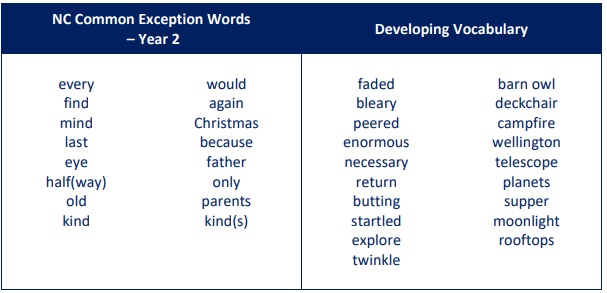 NC Common Exception Words
– Year 2
Developing Vocabulary
every
find
mind
last
eye
half(way)
old
kind
would
again
Christmas
because
father
only
parents
kind(s)
faded
bleary
peered
enormous
necessary
return
butting
startled
explore
twinkle
barn owl
deckchair
campfire
wellington
telescope
planets
supper
moonlight
rooftops